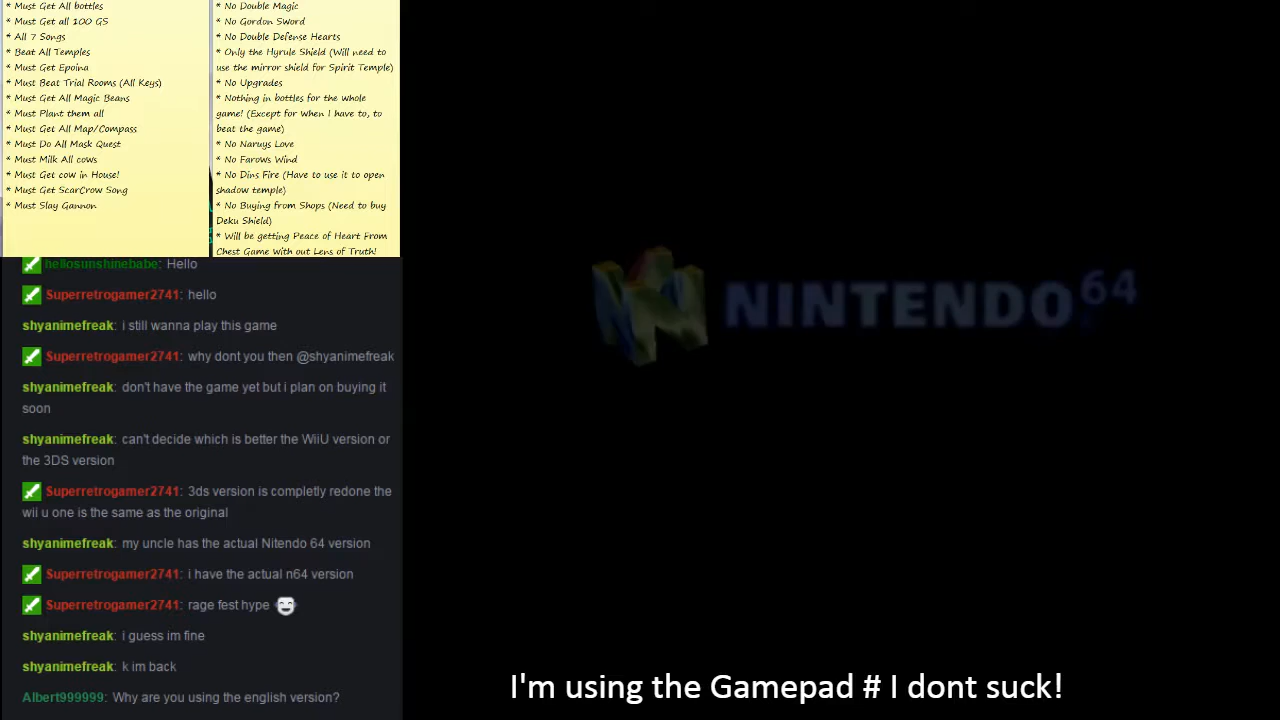 * Must Get All bottles
* Must Get all 100 GS
* All 7 Songs
* Beat All Temples
* Must Get Epoina
* Must Beat Trial Rooms (All Keys)
* Must Get All Magic Beans
* Must Plant them all
* Must Get All Map/Compass
* Must Do All Mask Quest
* Must Milk All cows
* Must Get cow in House!
* Must Get ScarCrow Song
* Must Slay Gannon
* No Double Magic
* No Gordon Sword
* No Double Defense Hearts
* Only the Hyrule Shield (Will need to
use the mirror shield for Spirit Temple)
* No Upgrades
* Nothing in bottles for the whole
game! (Except for when I have to, to
beat the game)
* No Naruys Love
* No Farows Wind
* No Dins Fire (Have to use it to open
shadow temple)
* No Buying from Shops (Need to buy
Deku Shield)
* Will be getting Peace of Heart From
Chest Game With out Lens of Truth!
hellosunshinebabe: Hello
Superretrogamer2741: hello
shyanimefreak: i still wanna play this game
Superretrogamer2741: why dont you then @shyanimefreak
shyanimefreak: don't have the game yet but i plan on buying it
soon
shyanimefreak: can't decide which is better the WiiU version or
the 3DS version
Superretrogamer2741: 3ds version is completly redone the
wii u one is the same as the original
shyanimefreak: my uncle has the actual Nitendo 64 version
Superretrogamer2741: i have the actual n64 version
Superretrogamer2741: rage fest hype
shyanimefreak: i guess im fine
shyanimefreak: k im back
Albert999999: Why are you using the english version?
NINTENDO 64
I'm using the Gamepad # I dont suck!